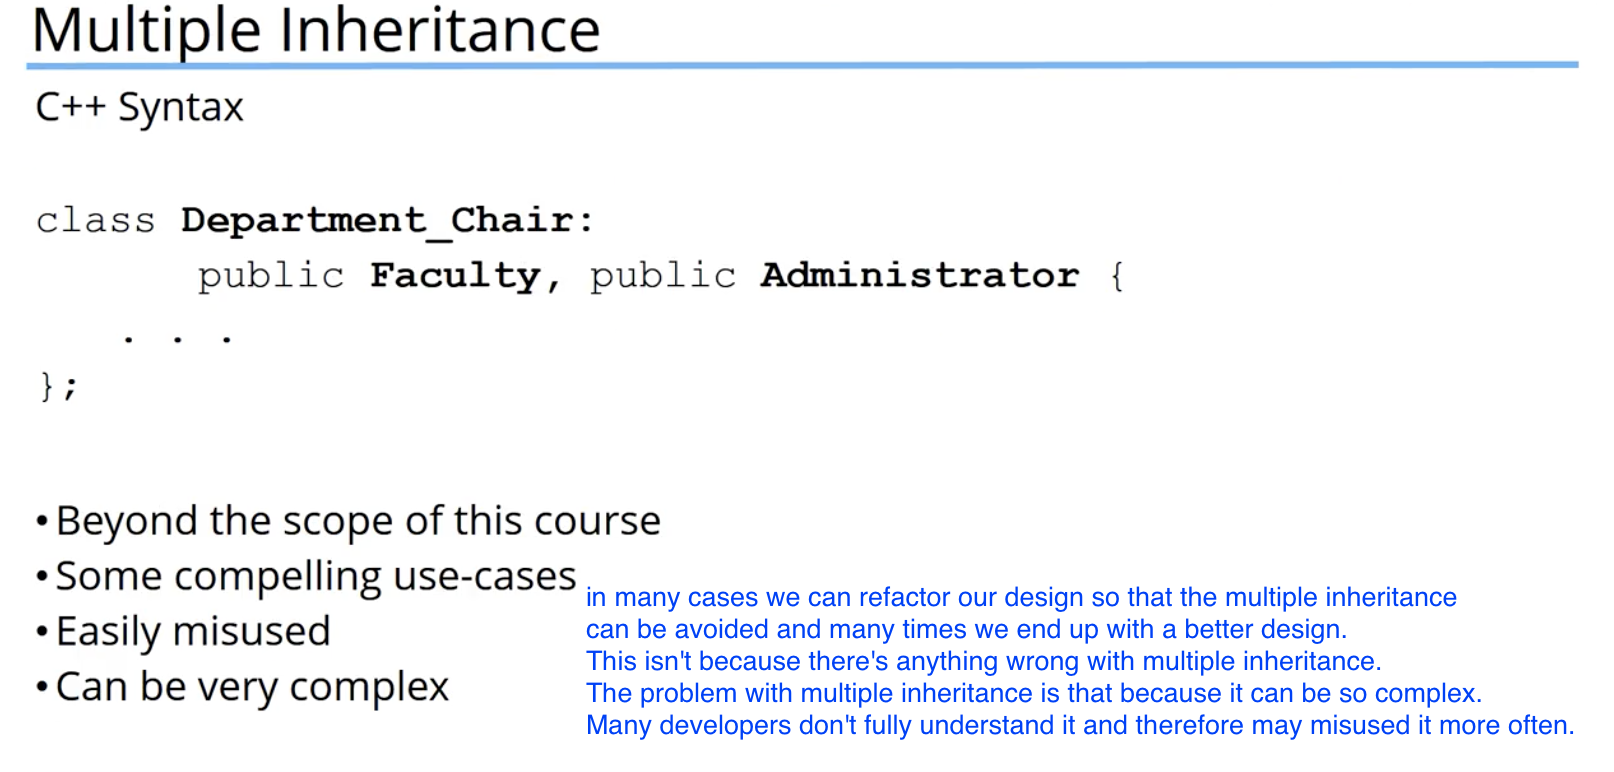 Multiple Inheritance
C++ Syntax
class Department_Chair:
public Faculty, public Administrator {
. . .
};
•Beyond the scope of this course
•Some compelling use-cases
•Easily misused
•Can be very complex
in many cases we can refactor our design so that the multiple inheritance
can be avoided and many times we end up with a better design.
This isn't because there's anything wrong with multiple inheritance.
The problem with multiple inheritance is that because it can be so complex.
Many developers don't fully understand it and therefore may misused it more often.